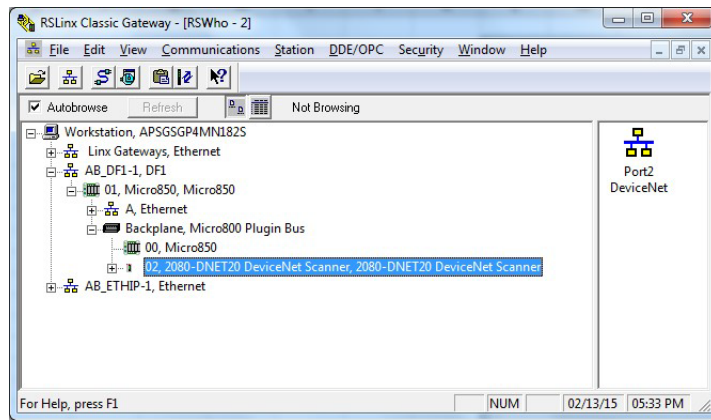 RSLinx Classic Gateway - [RSWho - 2]
File Edit View Communications Station DDE/OPC Security Window Help
Autobrowse Refresh Not Browsing
Workstation, APSGSGP4MN182S
Linx Gateways, Ethernet
AB_DF1-1, DF1
01, Micro850, Micro850
A, Ethernet
Backplane, Micro800 Plugin Bus
00, Micro850
02, 2080-DNET20 DeviceNet Scanner, 2080-DNET20 DeviceNet Scanner
AB_ETHIP-1, Ethernet
Port2
DeviceNet
For Help, press F1 NUM 02/13/15 05:33 PM